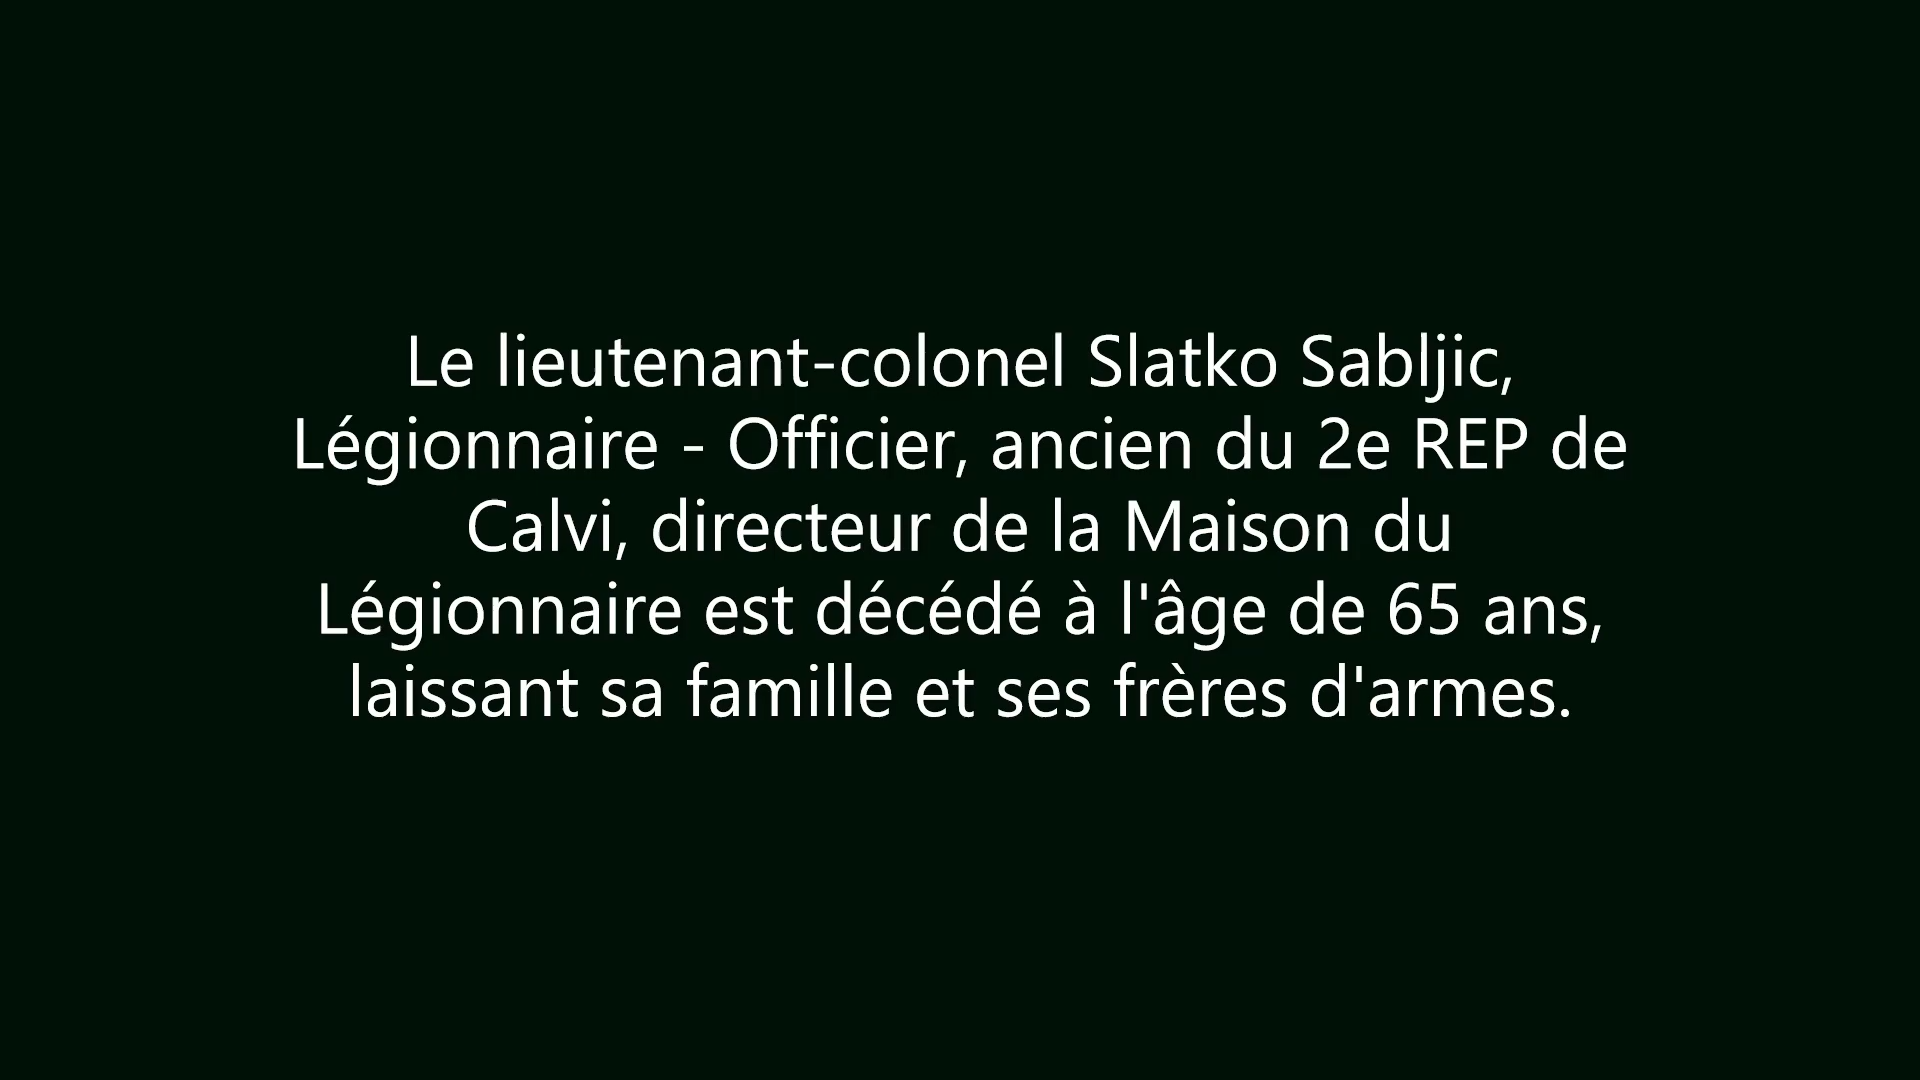 Le lieutenant-colonel Slatko Sabljic,
Légionnaire - Officier, ancien du 2e REP de
Calvi, directeur de la Maison du
Légionnaire est décédé à l'âge de 65 ans,
laissant sa famille et ses frères d'armes.